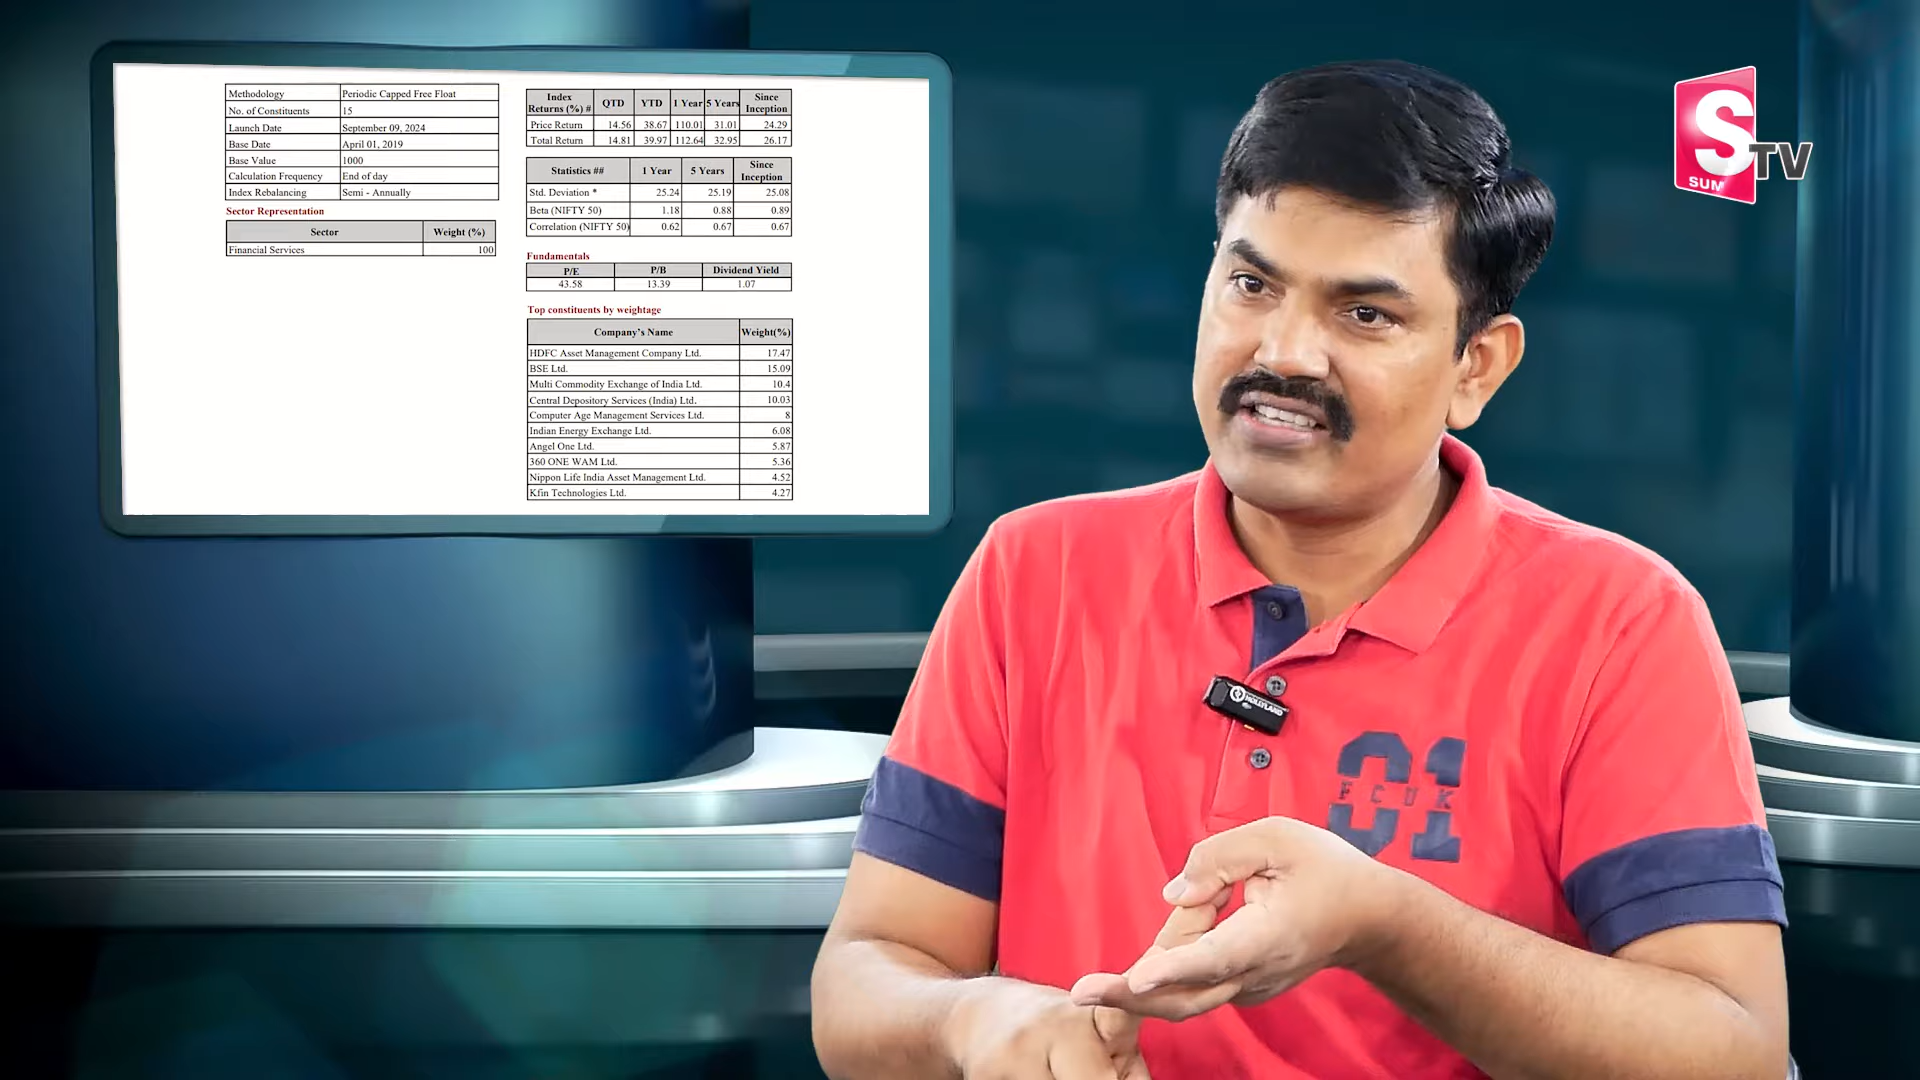 Methodology Periodic Capped Free Float
No. of Constituents 15
Launch Date September 09, 2024
Base Date April 01, 2019
Base Value 1000
Calculation Frequency End of day
Index Rebalancing Semi - Annually
Sector Representation
Sector Weight (%)
Financial Services 100
Index Returns (%) # QTD YTD 1 Year 5 Years Since Inception
Price Return 14.56 38.67 110.01 31.01 24.29
Total Return 14.81 39.97 112.64 32.95 26.17
Statistics ## 1 Year 5 Years Since Inception
Std. Deviation * 25.24 25.19 25.08
Beta (NIFTY 50) 1.18 0.88 0.89
Correlation (NIFTY 50) 0.62 0.67 0.67
Fundamentals
P/E P/B Dividend Yield
43.58 13.39 1.07
Top constituents by weightage
Company's Name Weight(%)
HDFC Asset Management Company Ltd. 17.47
BSE Ltd. 15.09
Multi Commodity Exchange of India Ltd. 10.4
Central Depository Services (India) Ltd. 10.03
Computer Age Management Services Ltd. 8
Indian Energy Exchange Ltd. 6.08
Angel One Ltd. 5.87
360 ONE WAM Ltd. 5.36
Nippon Life India Asset Management Ltd. 4.52
Kfin Technologies Ltd. 4.27
S TV
SUM
HOLLYLAND
01
FCUK